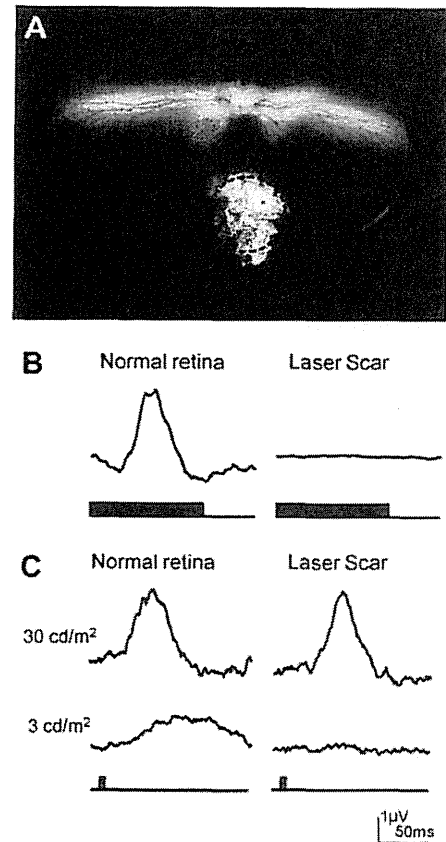 A
B
Normal retina Laser Scar
C
Normal retina Laser Scar
30 cd/m²
3 cd/m²
1μV
50ms